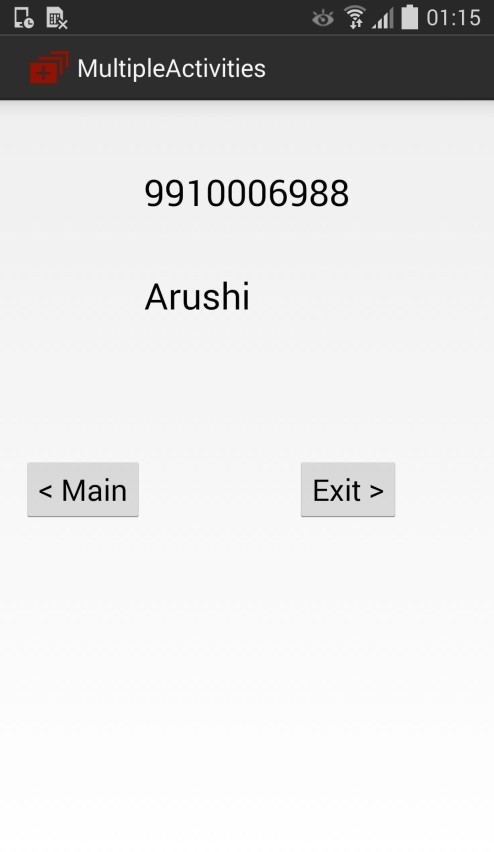 01:15
MultipleActivities
9910006988
Arushi
< Main
Exit >